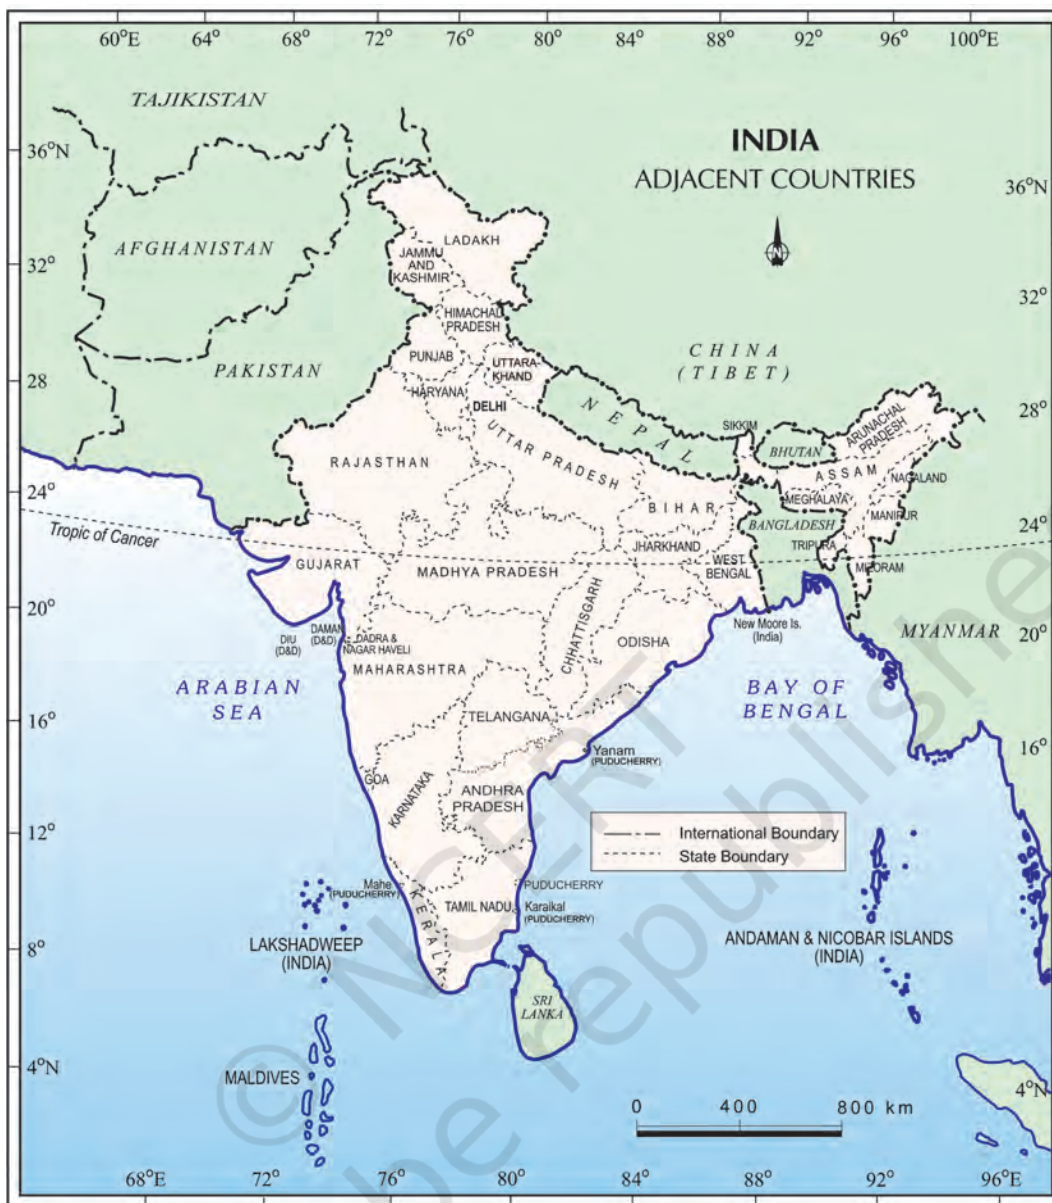 60°E 64° 68° 72° 76° 80° 84° 88° 92° 96° 100°E
TAJIKISTAN
INDIA
ADJACENT COUNTRIES
36°N
36°N
AFGHANISTAN
LADAKH
JAMMU
AND
KASHMIR
32°
32°
HIMACHAL
PRADESH
PAKISTAN
PUNJAB
UTTARA-
KHAND
CHINA
(TIBET)
28°
28°
HARYANA
DELHI
NEPAL
SIKKIM
BHUTAN
ARUNACHAL
PRADESH
RAJASTHAN
UTTAR PRADESH
ASSAM
NAGALAND
24°
24°
BIHAR
MEGHALAYA
MANIPUR
BANGLADESH
Tropic of Cancer
JHARKHAND
TRIPURA
GUJARAT
MADHYA PRADESH
WEST
BENGAL
MIZORAM
20°
20°
DIU
(D&D)
DAMAN
(D&D)
DADRA &
NAGAR HAVELI
CHHATTISGARH
ODISHA
New Moore Is.
(India)
MYANMAR
MAHARASHTRA
ARABIAN
SEA
BAY OF
BENGAL
TELANGANA
16°
16°
Yanam
(PUDUCHERRY)
GOA
KARNATAKA
ANDHRA
PRADESH
12°
International Boundary
State Boundary
Mahe
(PUDUCHERRY)
KERALA
PUDUCHERRY
TAMIL NADU
Karaikal
(PUDUCHERRY)
8°
LAKSHADWEEP
(INDIA)
ANDAMAN & NICOBAR ISLANDS
(INDIA)
SRI
LANKA
4°N
4°N
MALDIVES
0 400 800 km
68°E 72° 76° 80° 84° 88° 92° 96°E
© NCERT
be republishe